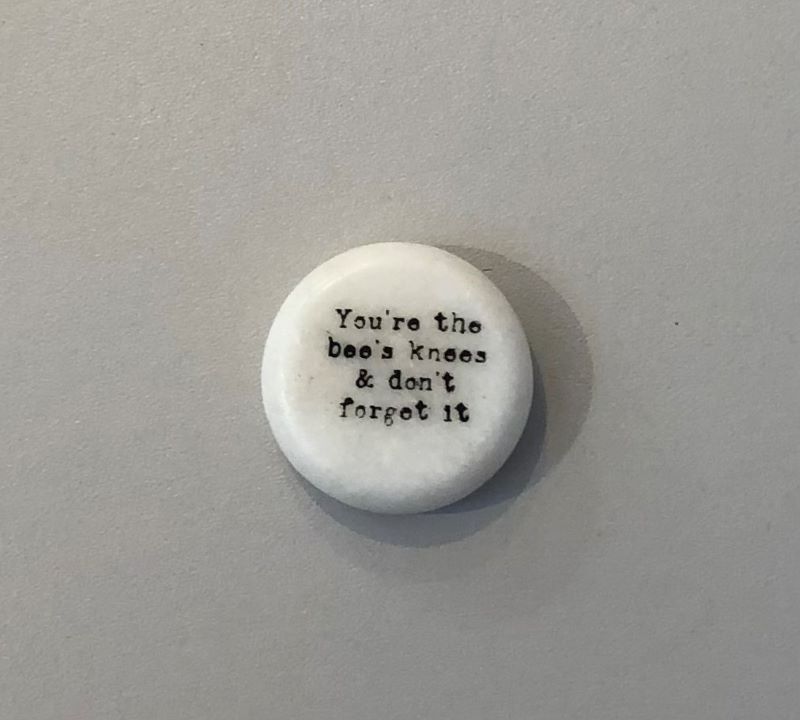 You're the
bee's knees
& don't
forget it